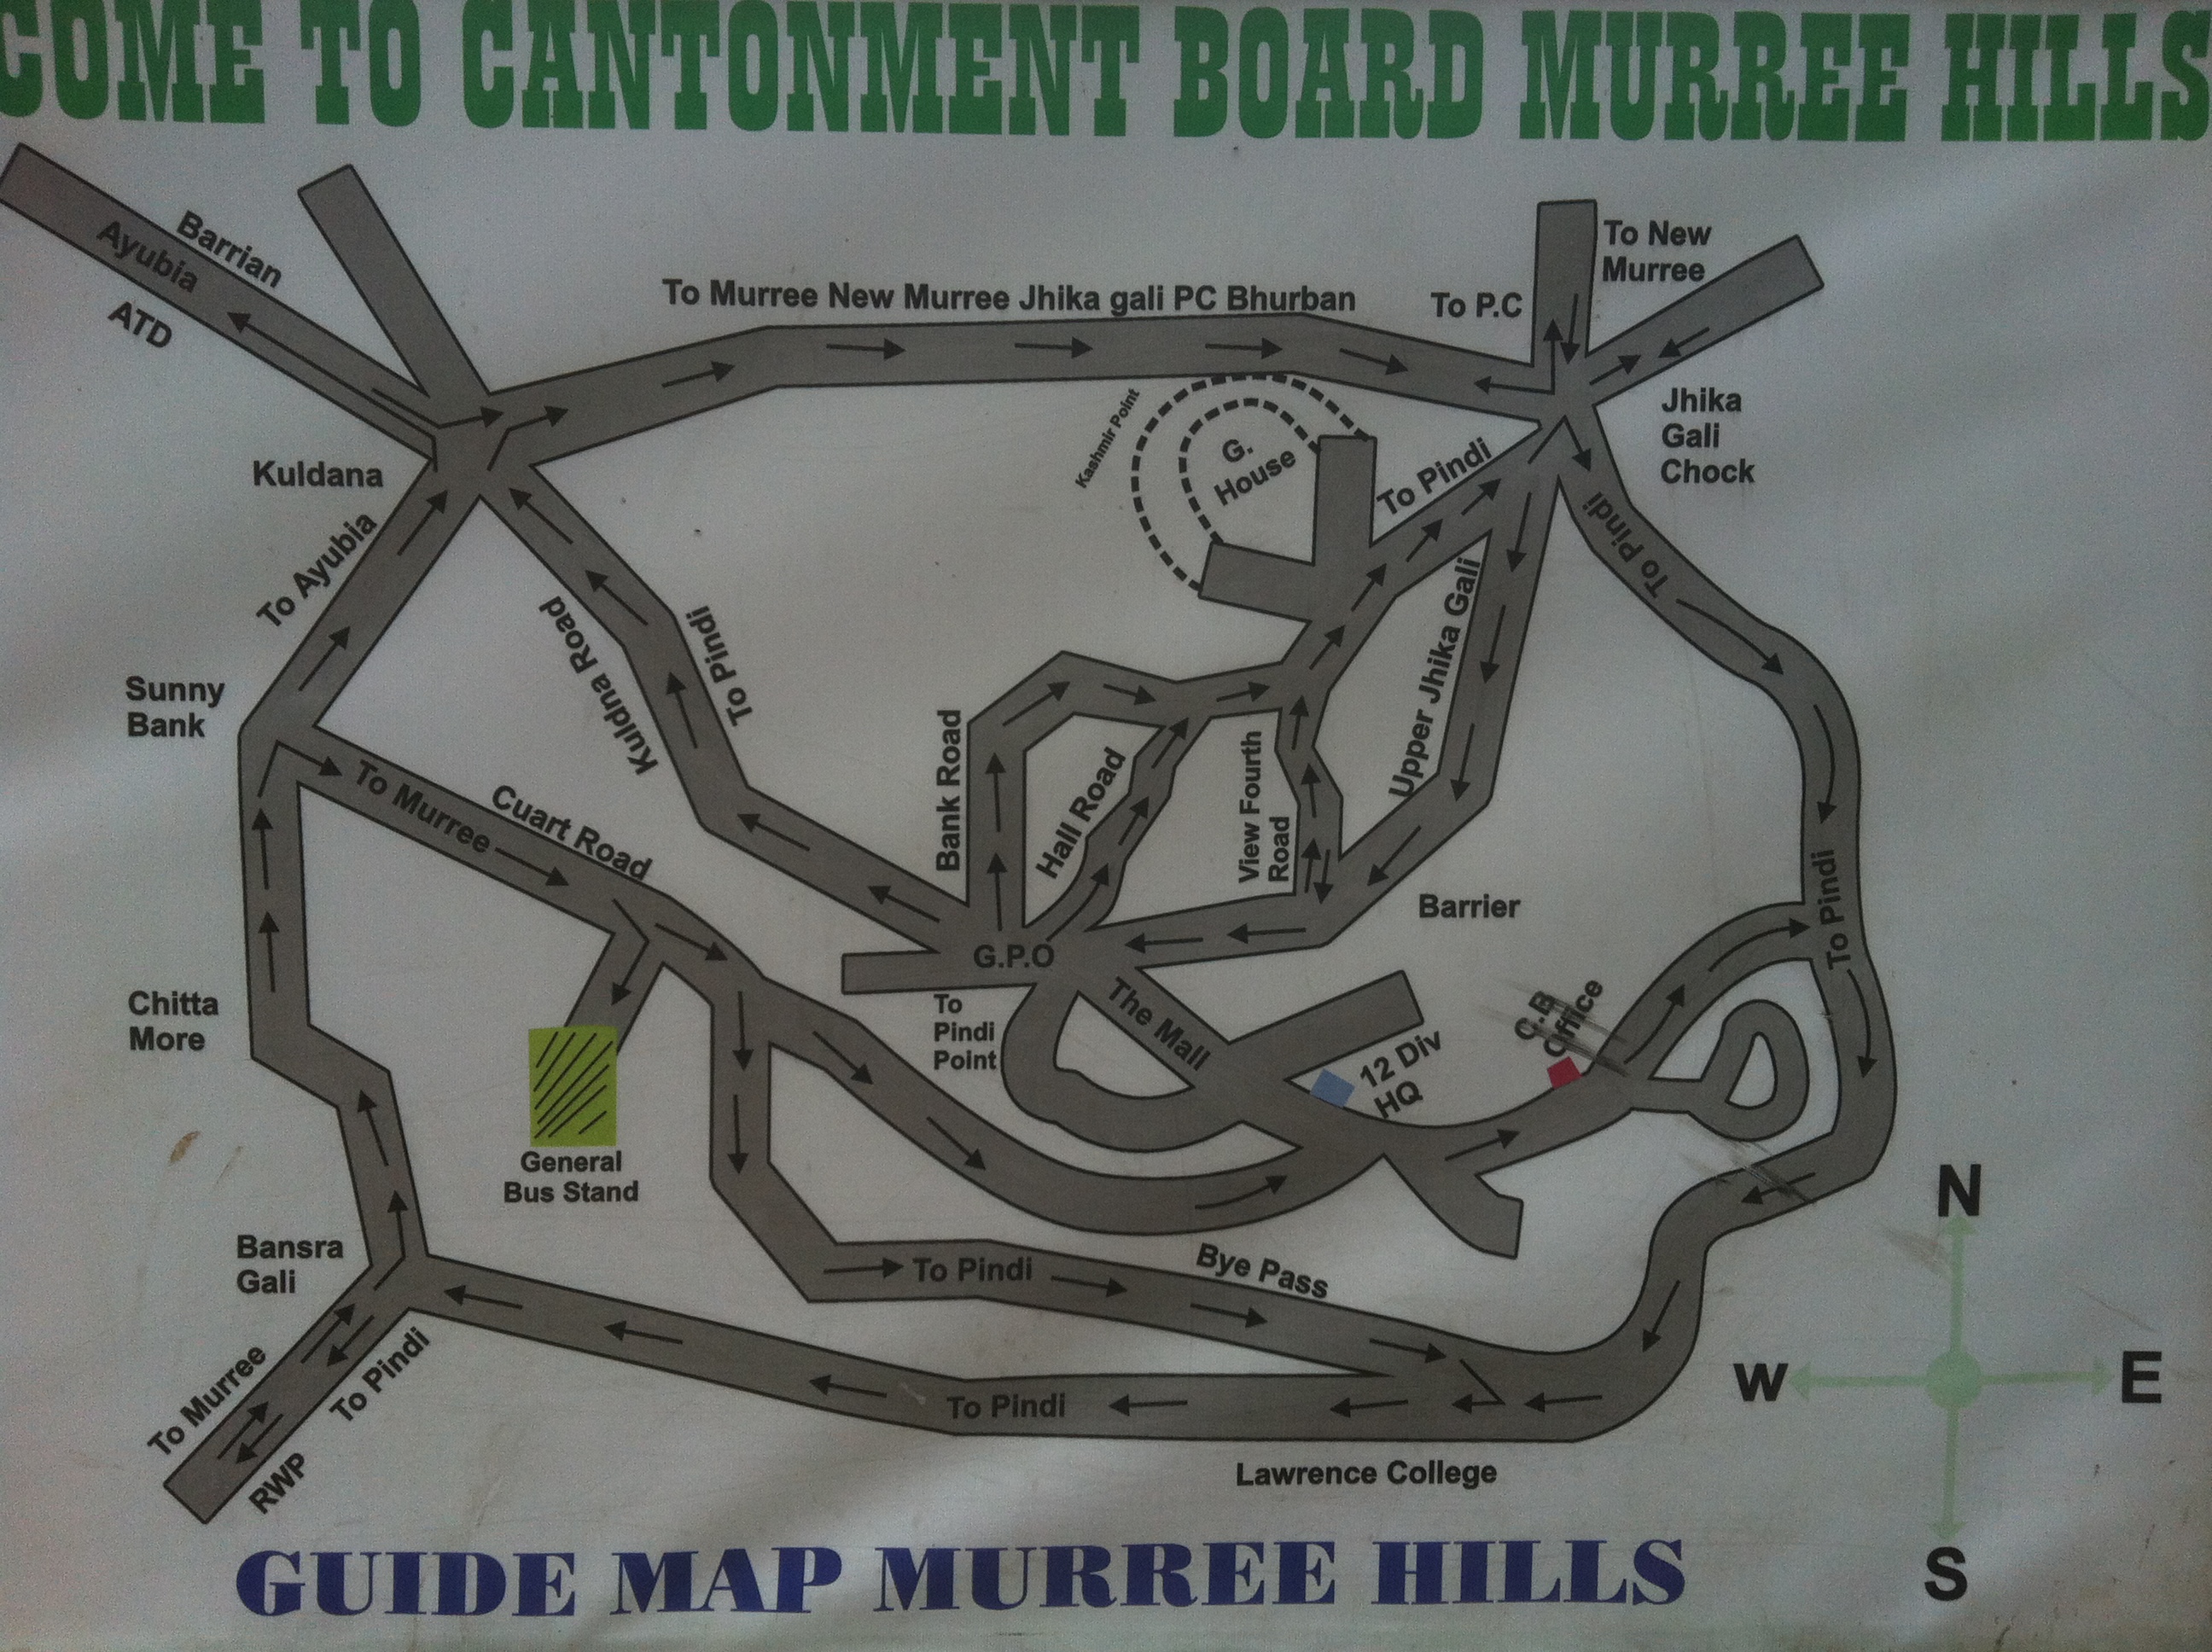 COME TO CANTONMENT BOARD MURREE HILLS
Barrian
Ayubia
ATD
To Murree New Murree Jhika gali PC Bhurban
To P.C
To New
Murree
Kuldana
Kashmir Point
G.
House
To Pindi
Jhika
Gali
Chock
To Ayubia
To Pindi
Sunny
Bank
Kuldna Road
To Pindi
Upper Jhika Gali
To Murree
Cuart Road
Bank Road
Hall Road
View Fourth
Road
Barrier
To Pindi
G.P.O
Chitta
More
To
Pindi
Point
The Mall
12 Div
HQ
C.B
Office
General
Bus Stand
Bansra
Gali
To Pindi
Bye Pass
To Murree
To Pindi
RWP
To Pindi
Lawrence College
N
W
E
S
GUIDE MAP MURREE HILLS